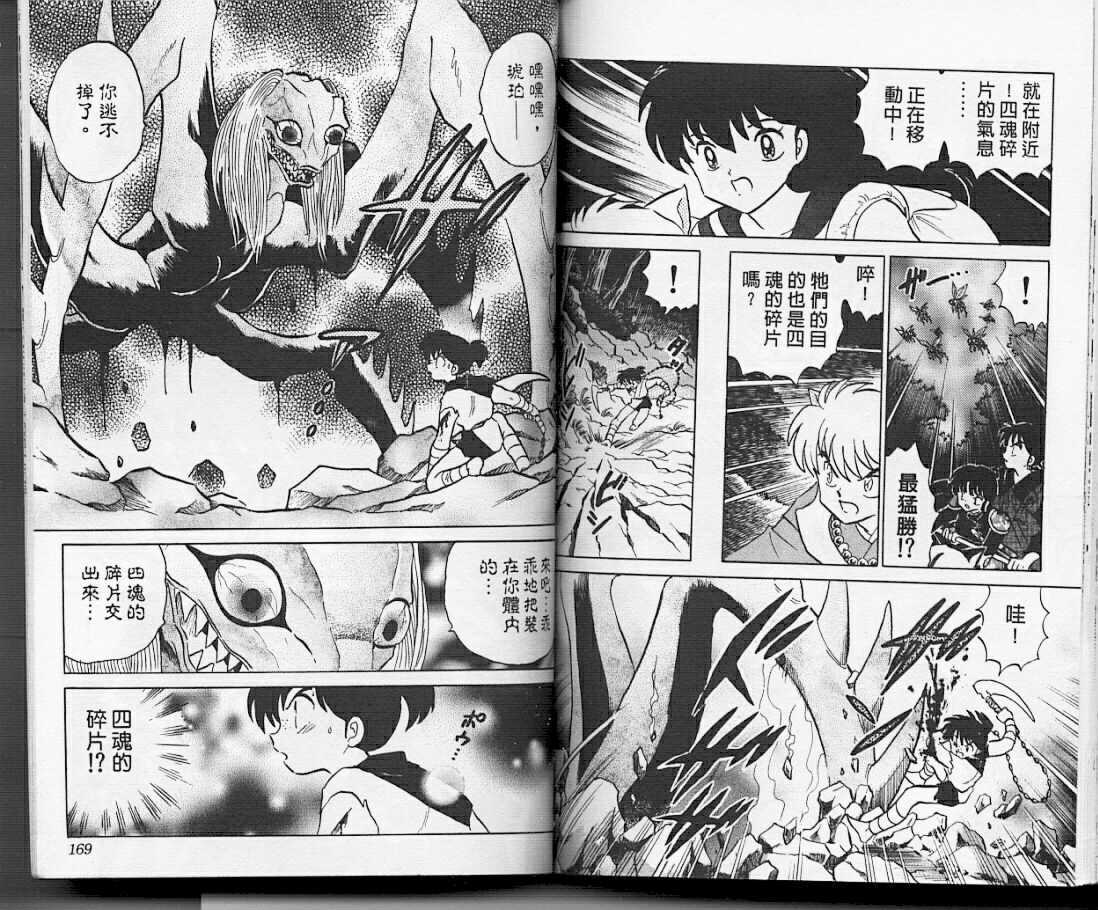 就在附近
！四魂碎
片的氣息
……
正在移
動中！
！
最猛勝!?
啐！
牠們的目
的也是四
魂的碎片
嗎？
！
哇！
嘿嘿嘿，
琥珀——
你逃不
掉了。
來吧…乖
乖地把裝
在你體內
的…
四魂的
碎片交
出來…
ポウ…
四魂的
碎片!?
169